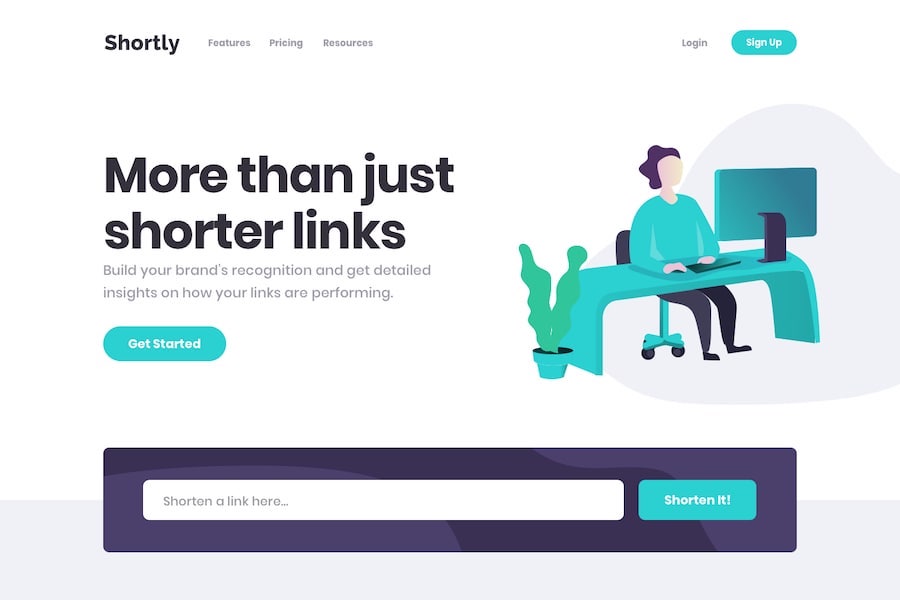 Shortly Features Pricing Resources Login Sign Up
More than just
shorter links
Build your brand's recognition and get detailed
insights on how your links are performing.
Get Started
Shorten a link here... Shorten It!